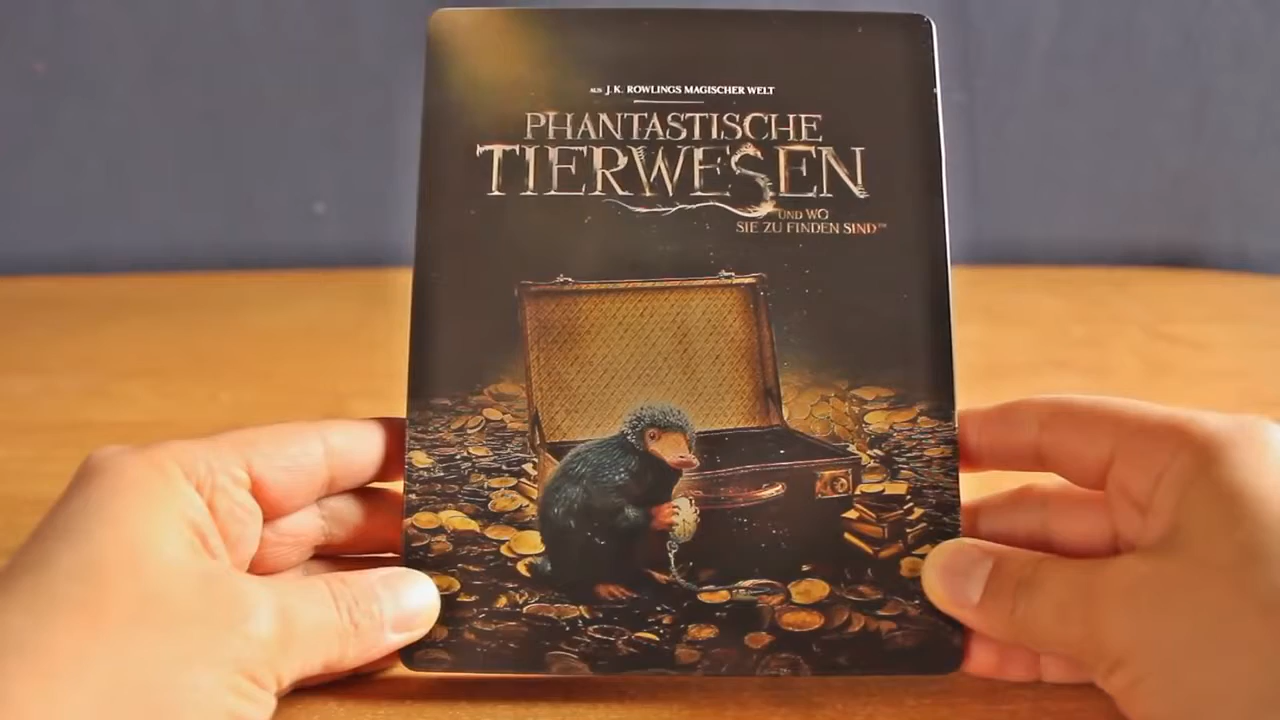 AUS J.K. ROWLINGS MAGISCHER WELT
PHANTASTISCHE
TIERWESEN
UND WO
SIE ZU FINDEN SIND™